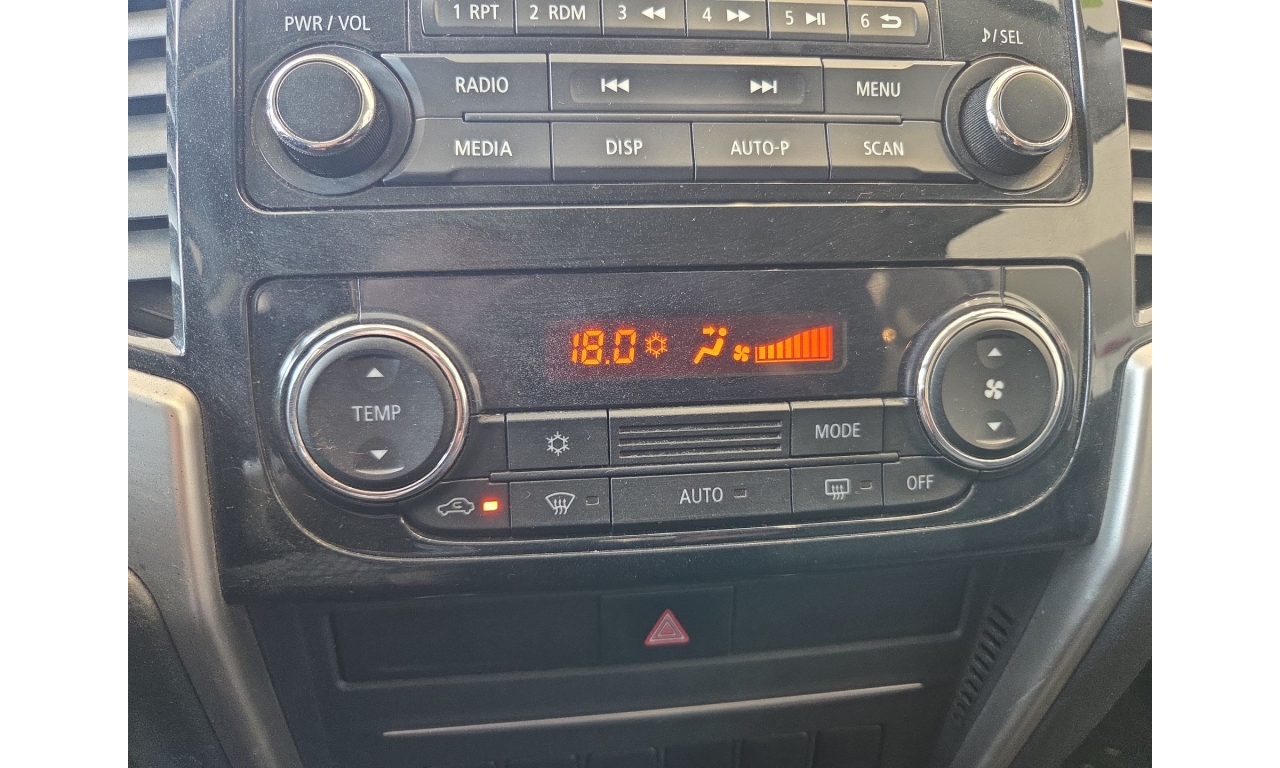 PWR / VOL
1 RPT 2 RDM 3 4 5 6
♪/SEL
RADIO
MENU
MEDIA DISP AUTO-P SCAN
18.0
TEMP
MODE
AUTO
OFF